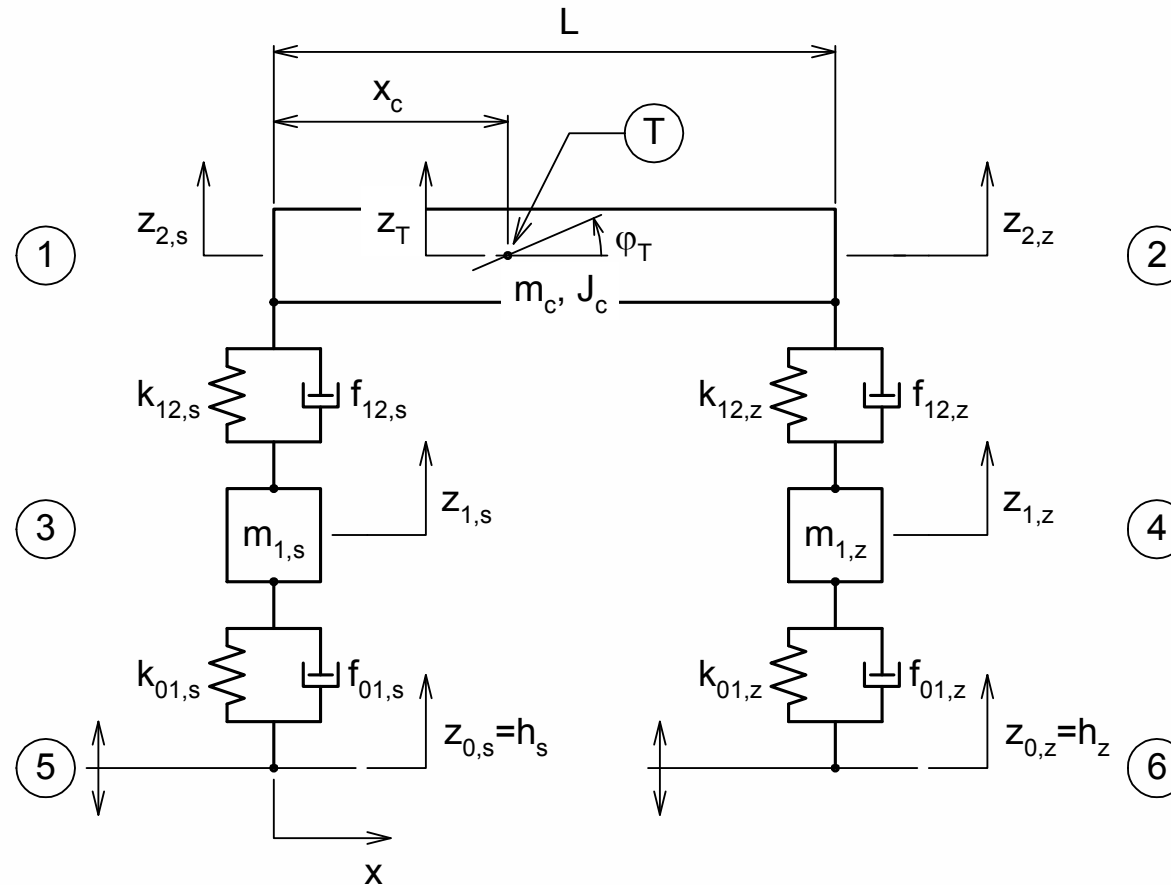 L
x_c
T
z_{2,s}
z_T
φ_T
z_{2,z}
1
2
m_c, J_c
k_{12,s}
f_{12,s}
k_{12,z}
f_{12,z}
z_{1,s}
z_{1,z}
3
m_{1,s}
m_{1,z}
4
k_{01,s}
f_{01,s}
k_{01,z}
f_{01,z}
z_{0,s}=h_s
z_{0,z}=h_z
5
6
x